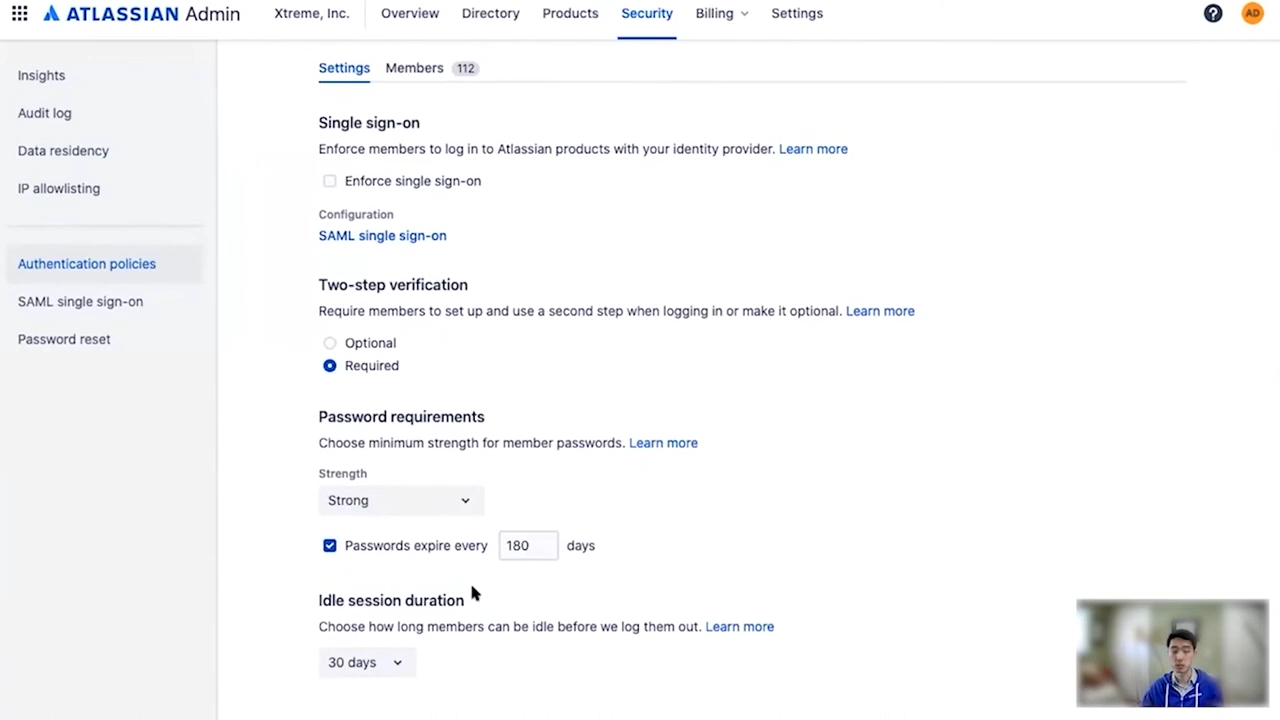 ATLASSIAN Admin
Xtreme, Inc.
Overview
Directory
Products
Security
Billing
Settings
AD
Insights
Audit log
Data residency
IP allowlisting
Authentication policies
SAML single sign-on
Password reset
Settings
Members 112
Single sign-on
Enforce members to log in to Atlassian products with your identity provider. Learn more
Enforce single sign-on
Configuration
SAML single sign-on
Two-step verification
Require members to set up and use a second step when logging in or make it optional. Learn more
Optional
Required
Password requirements
Choose minimum strength for member passwords. Learn more
Strength
Strong
Passwords expire every 180 days
Idle session duration
Choose how long members can be idle before we log them out. Learn more
30 days